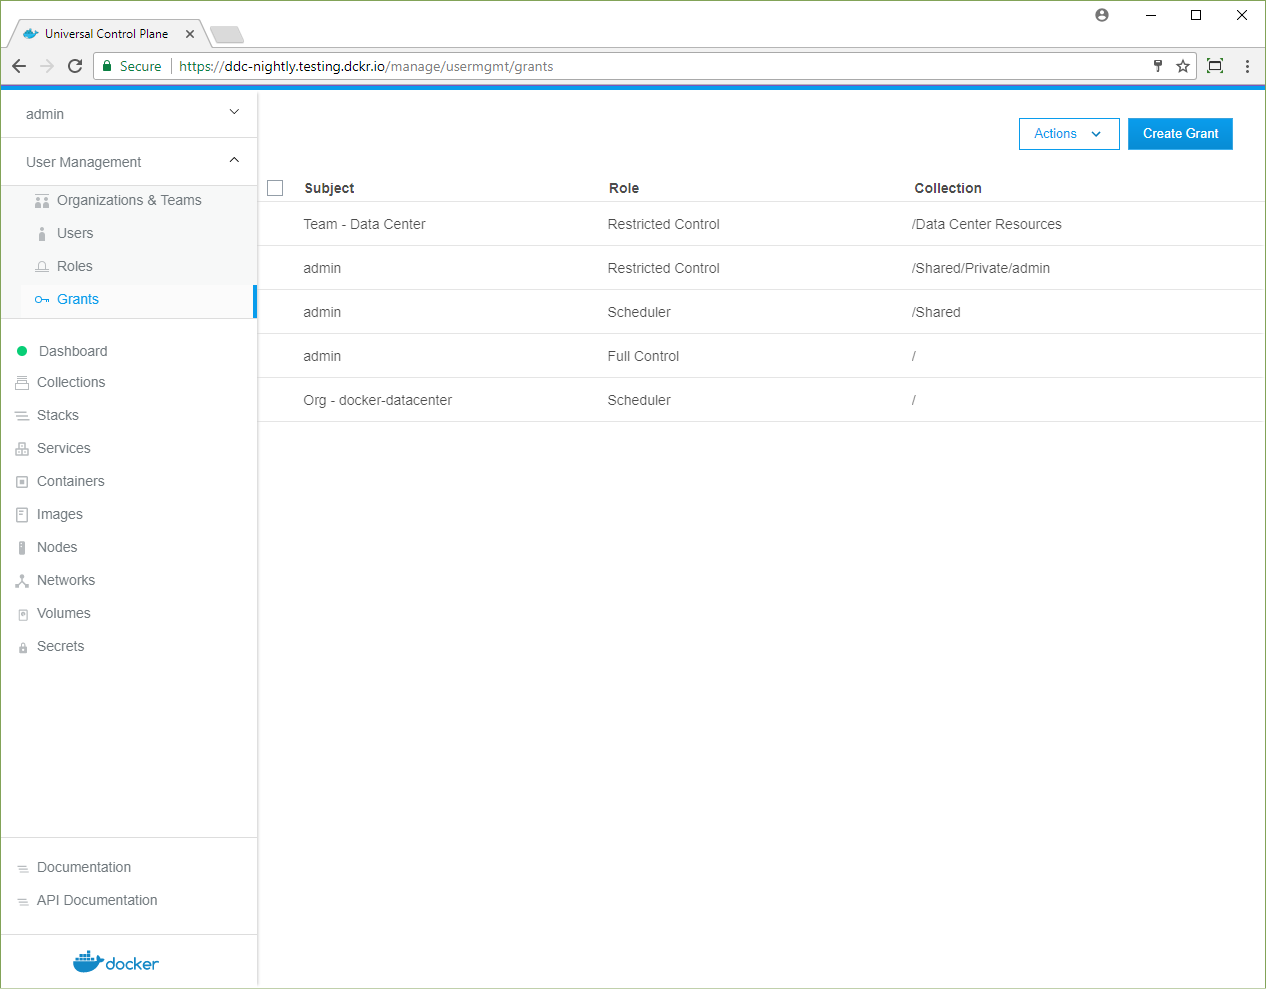 Universal Control Plane
Secure
https://ddc-nightly.testing.dckr.io/manage/usermgmt/grants
admin
User Management
Organizations & Teams
Users
Roles
Grants
Dashboard
Collections
Stacks
Services
Containers
Images
Nodes
Networks
Volumes
Secrets
Documentation
API Documentation
docker
Actions
Create Grant
Subject Role Collection
Team - Data Center Restricted Control /Data Center Resources
admin Restricted Control /Shared/Private/admin
admin Scheduler /Shared
admin Full Control /
Org - docker-datacenter Scheduler /